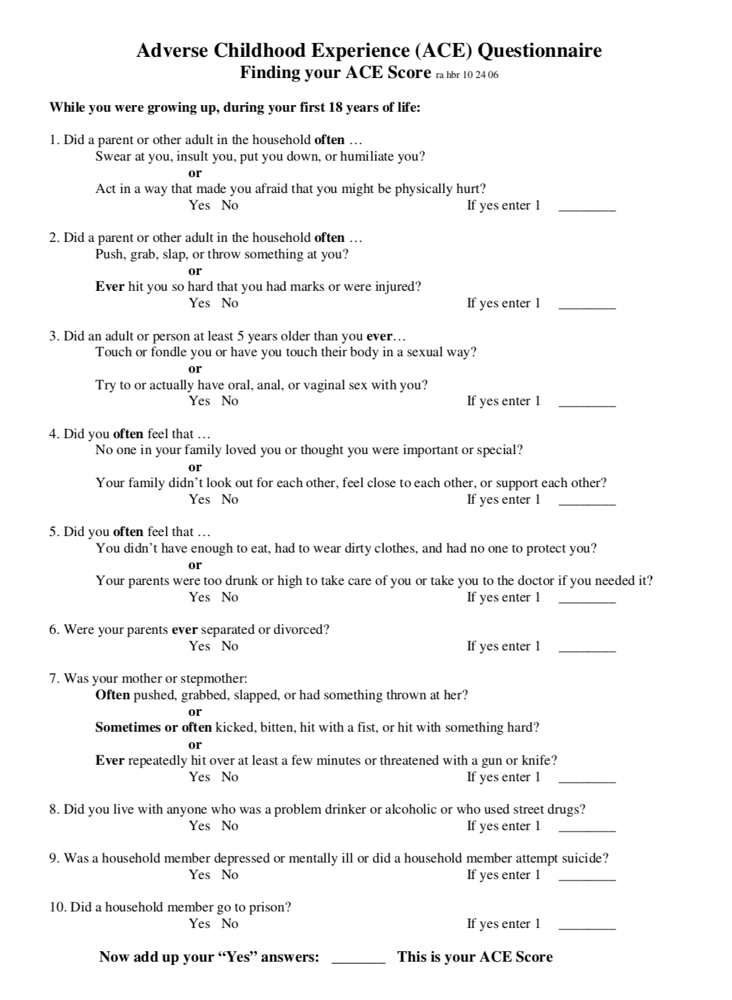 Adverse Childhood Experience (ACE) Questionnaire
Finding your ACE Score ra hbr 10 24 06
While you were growing up, during your first 18 years of life:
1. Did a parent or other adult in the household often …
Swear at you, insult you, put you down, or humiliate you?
or
Act in a way that made you afraid that you might be physically hurt?
Yes No If yes enter 1 ________
2. Did a parent or other adult in the household often …
Push, grab, slap, or throw something at you?
or
Ever hit you so hard that you had marks or were injured?
Yes No If yes enter 1 ________
3. Did an adult or person at least 5 years older than you ever…
Touch or fondle you or have you touch their body in a sexual way?
or
Try to or actually have oral, anal, or vaginal sex with you?
Yes No If yes enter 1 ________
4. Did you often feel that …
No one in your family loved you or thought you were important or special?
or
Your family didn’t look out for each other, feel close to each other, or support each other?
Yes No If yes enter 1 ________
5. Did you often feel that …
You didn’t have enough to eat, had to wear dirty clothes, and had no one to protect you?
or
Your parents were too drunk or high to take care of you or take you to the doctor if you needed it?
Yes No If yes enter 1 ________
6. Were your parents ever separated or divorced?
Yes No If yes enter 1 ________
7. Was your mother or stepmother:
Often pushed, grabbed, slapped, or had something thrown at her?
or
Sometimes or often kicked, bitten, hit with a fist, or hit with something hard?
or
Ever repeatedly hit over at least a few minutes or threatened with a gun or knife?
Yes No If yes enter 1 ________
8. Did you live with anyone who was a problem drinker or alcoholic or who used street drugs?
Yes No If yes enter 1 ________
9. Was a household member depressed or mentally ill or did a household member attempt suicide?
Yes No If yes enter 1 ________
10. Did a household member go to prison?
Yes No If yes enter 1 ________
Now add up your “Yes” answers: _______ This is your ACE Score